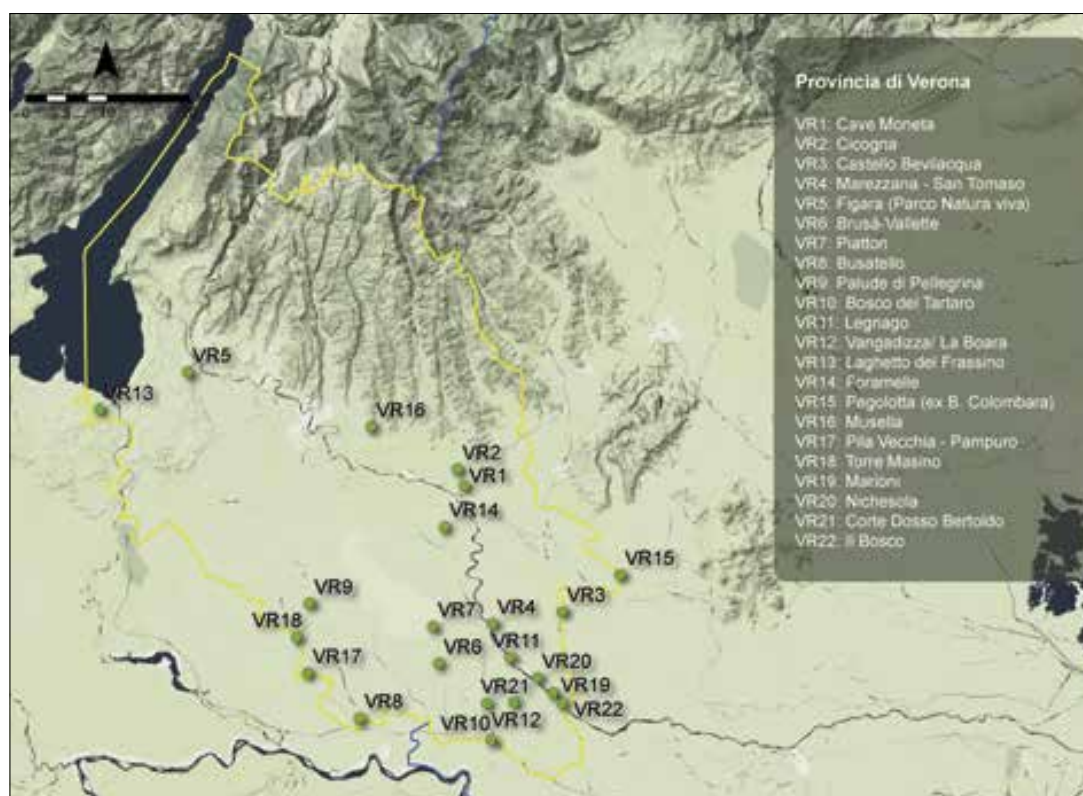 Provincia di Verona
VR1: Cave Moneta
VR2: Cicogna
VR3: Castello Bevilacqua
VR4: Marezzana - San Tomaso
VR5: Figara (Parco Natura viva)
VR6: Brusà-Vallette
VR7: Piatton
VR8: Busatello
VR9: Palude di Pellegrina
VR10: Bosco del Tartaro
VR11: Legnago
VR12: Vangadizza/ La Boara
VR13: Laghetto del Frassino
VR14: Foramelle
VR15: Pegolotta (ex B. Colombara)
VR16: Musella
VR17: Pila Vecchia - Pampuro
VR18: Torre Masino
VR19: Marioni
VR20: Nichesola
VR21: Corte Dosso Bertoldo
VR22: Il Bosco
VR5
VR13
VR16
VR2
VR1
VR14
VR15
VR9
VR3
VR7
VR4
VR18
VR11
VR6
VR20
VR17
VR21
VR19
VR8
VR22
VR10
VR12